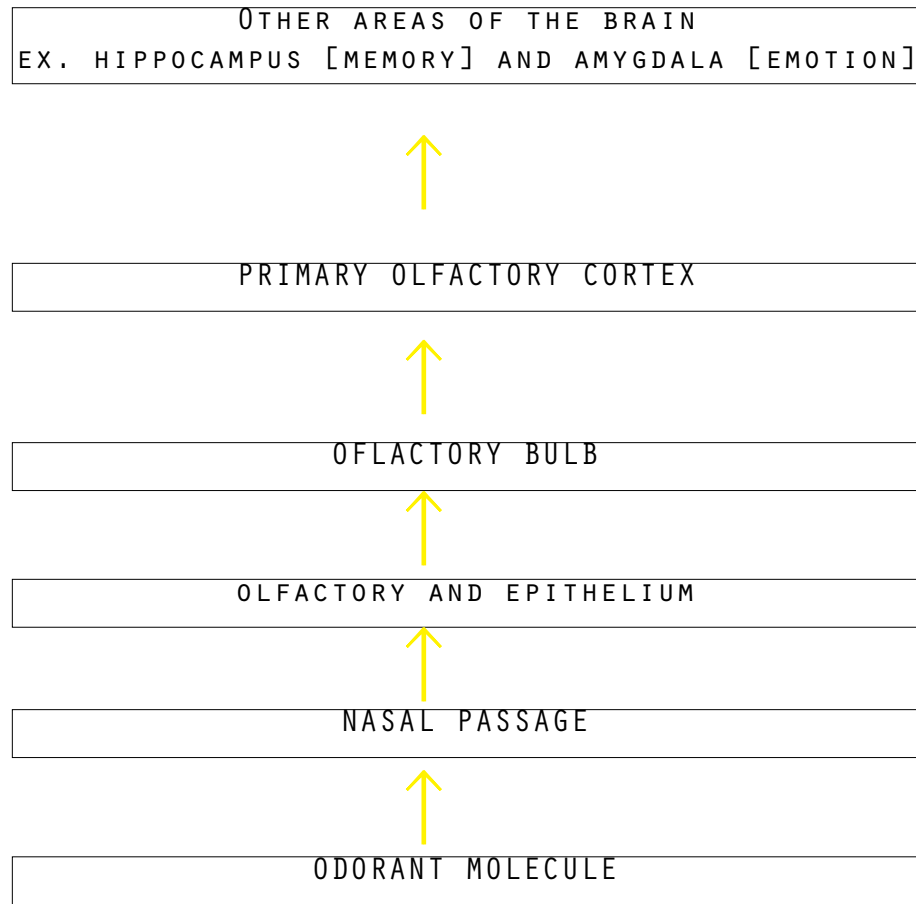 Other areas of the brain
ex. hippocampus [memory] and amygdala [emotion]
PRIMARY OLFACTORY CORTEX
OFLACTORY BULB
olfactory and epithelium
NASAL PASSAGE
ODORANT MOLECULE